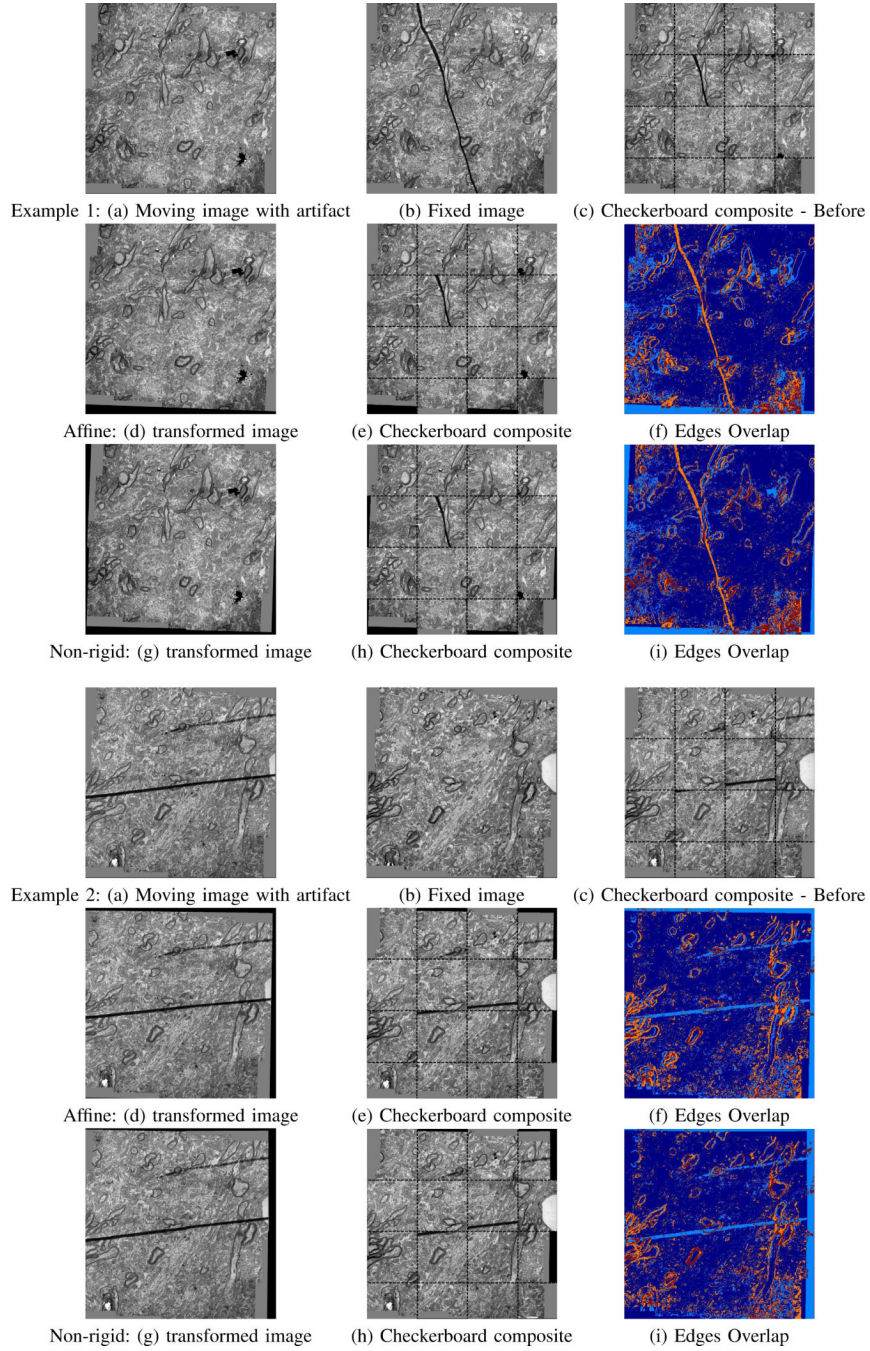 Example 1: (a) Moving image with artifact (b) Fixed image (c) Checkerboard composite - Before
Affine: (d) transformed image (e) Checkerboard composite (f) Edges Overlap
Non-rigid: (g) transformed image (h) Checkerboard composite (i) Edges Overlap
Example 2: (a) Moving image with artifact (b) Fixed image (c) Checkerboard composite - Before
Affine: (d) transformed image (e) Checkerboard composite (f) Edges Overlap
Non-rigid: (g) transformed image (h) Checkerboard composite (i) Edges Overlap